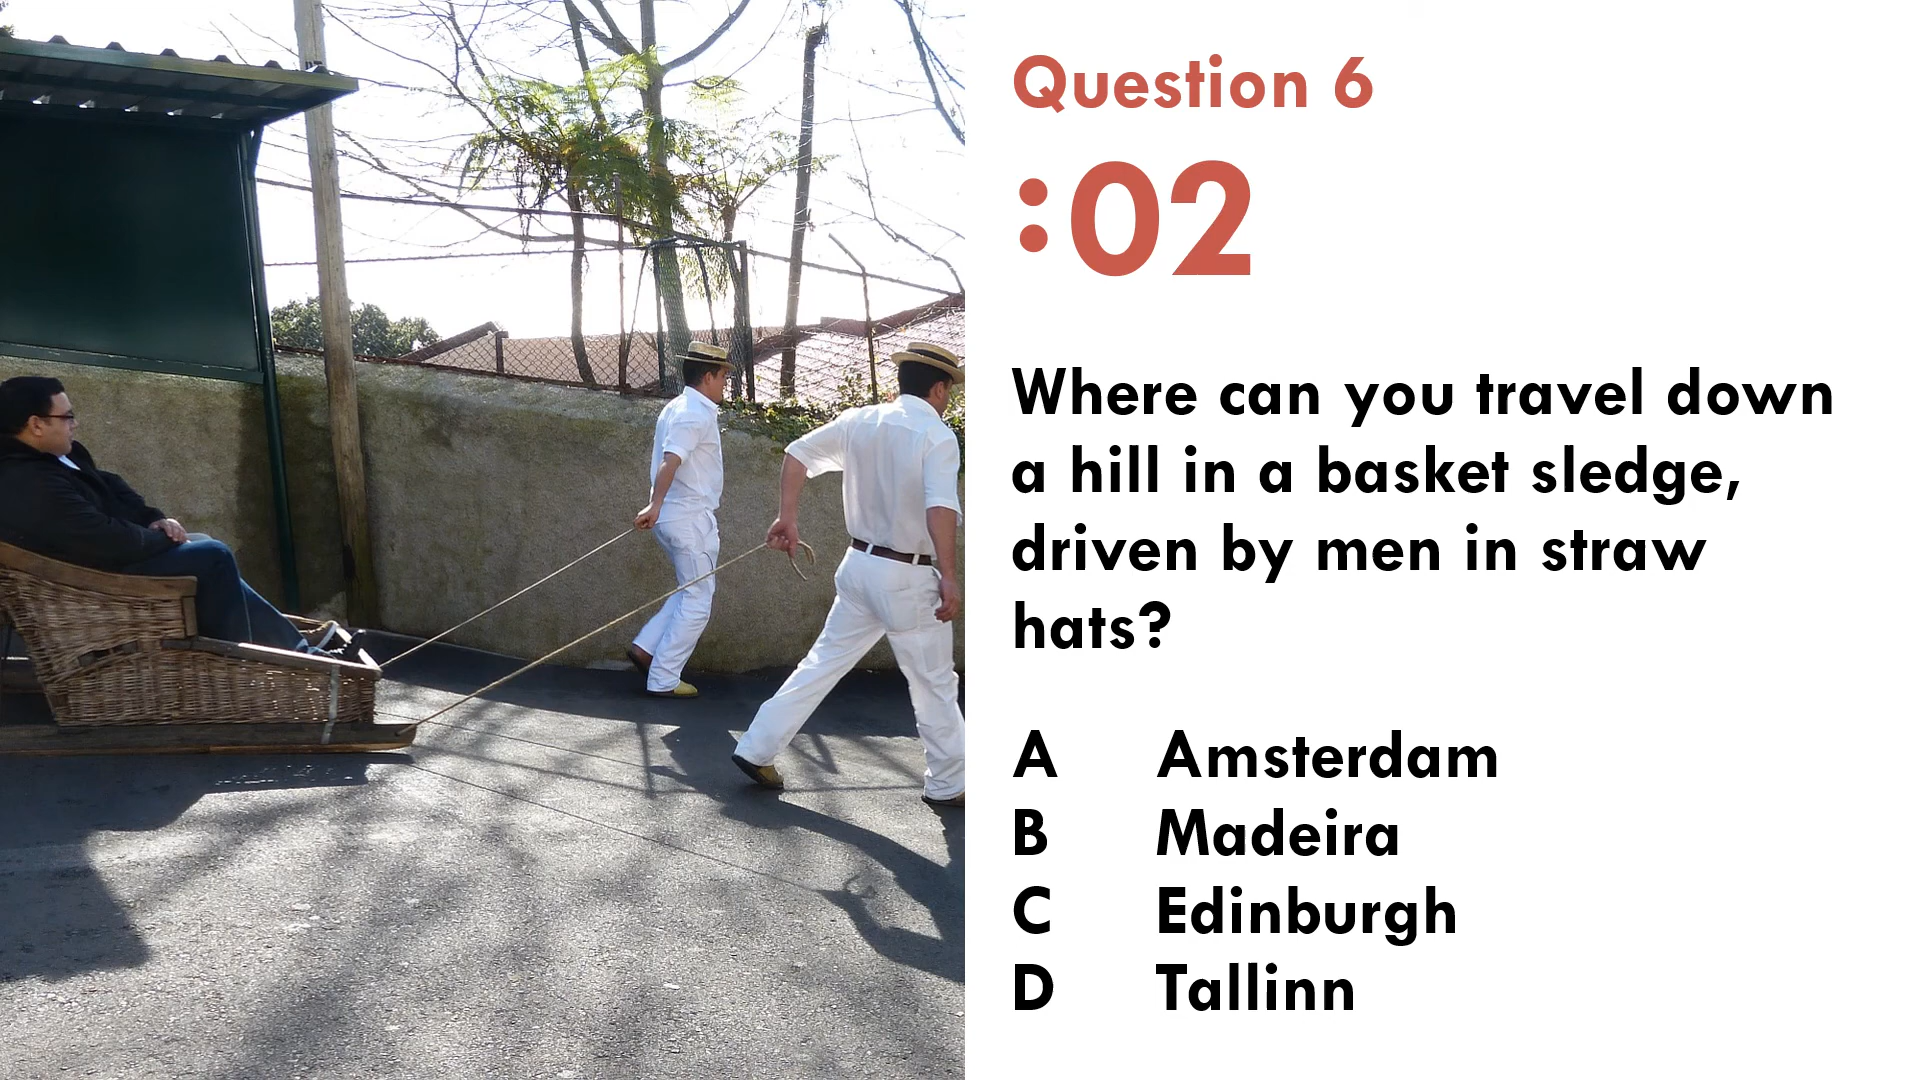 Question 6
:02
Where can you travel down
a hill in a basket sledge,
driven by men in straw
hats?
A Amsterdam
B Madeira
C Edinburgh
D Tallinn